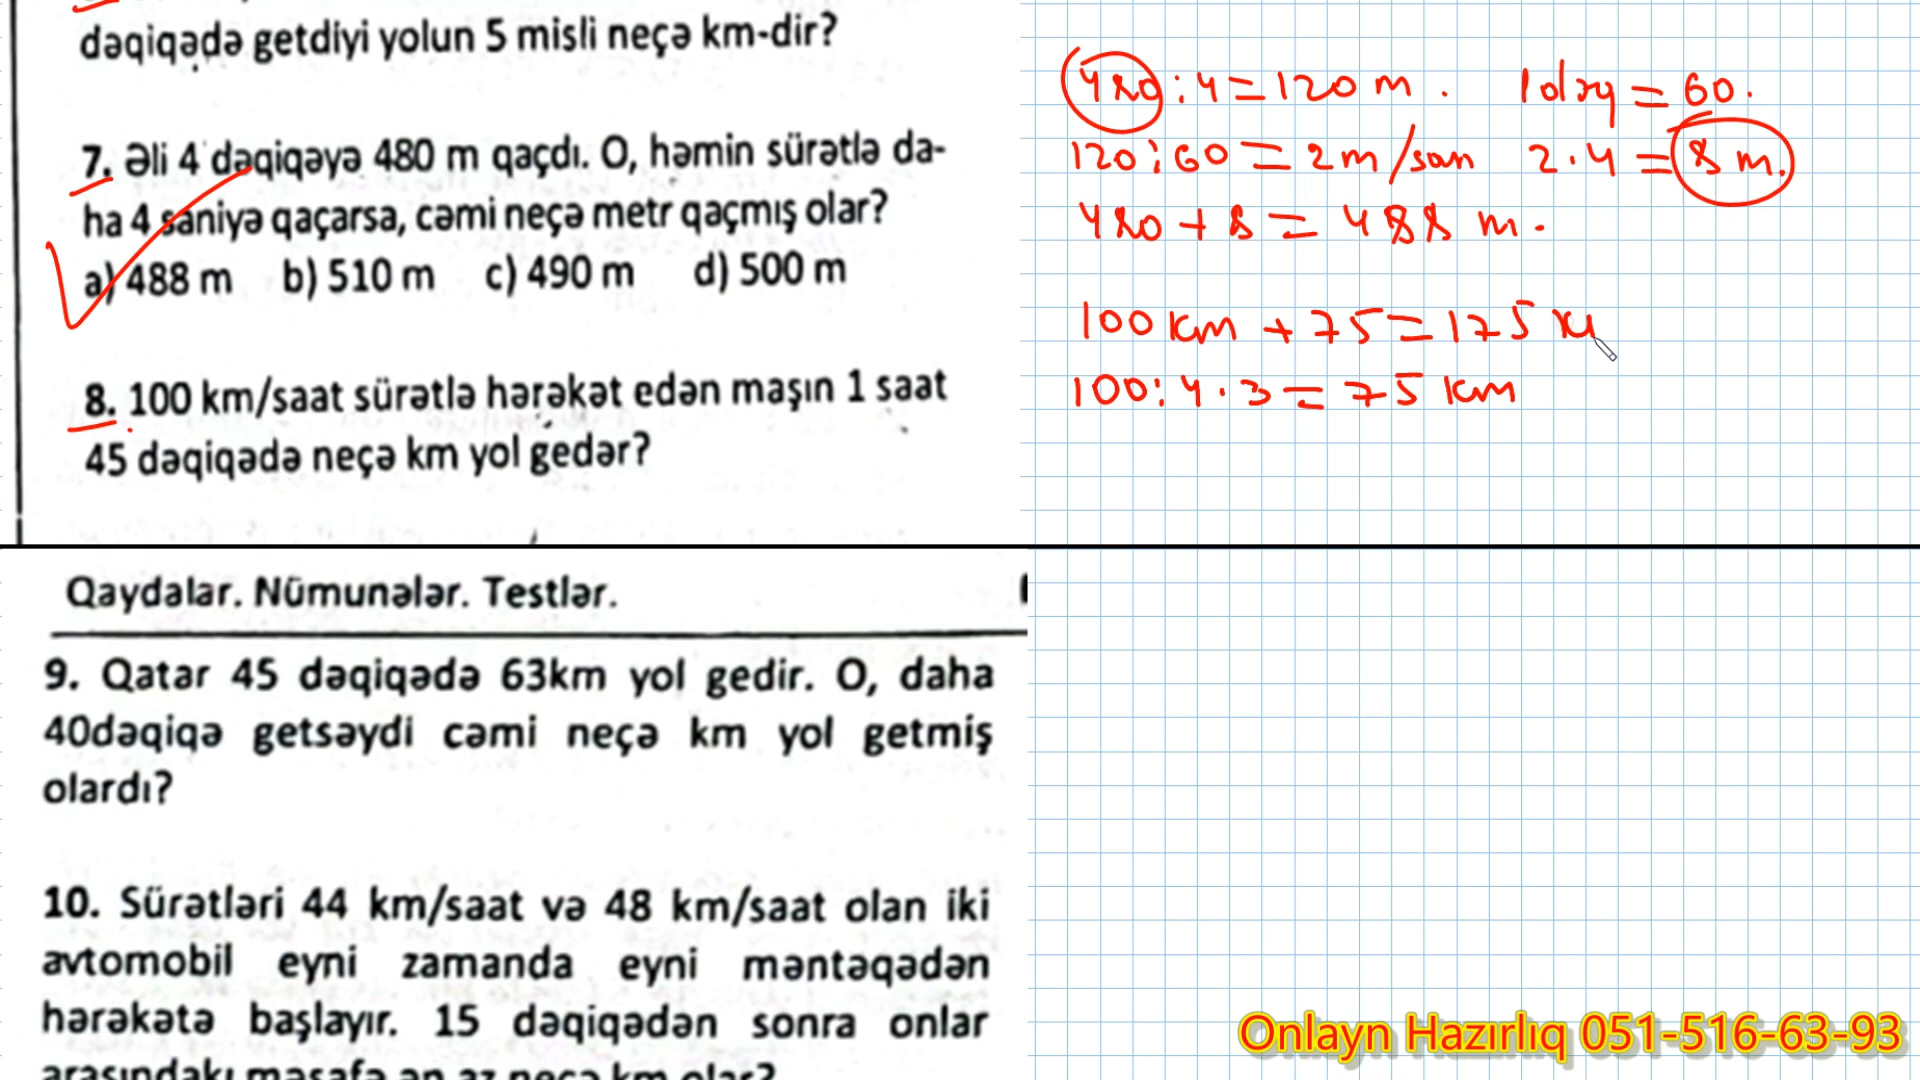 dəqiqədə getdiyi yolun 5 misli neçə km-dir?
7. Əli 4 dəqiqəyə 480 m qaçdı. O, həmin sürətlə da-
ha 4 saniyə qaçarsa, cəmi neçə metr qaçmış olar?
a) 488 m b) 510 m c) 490 m d) 500 m
8. 100 km/saat sürətlə hərəkət edən maşın 1 saat
45 dəqiqədə neçə km yol gedər?
480 : 4 = 120 m . 1 dəq = 60 .
120 : 60 = 2 m/san 2 · 4 = 8 m.
480 + 8 = 488 m .
100 km + 75 = 175
100 : 4 · 3 = 75 km
Qaydalar. Nümunələr. Testlər.
9. Qatar 45 dəqiqədə 63km yol gedir. O, daha
40dəqiqə getsəydi cəmi neçə km yol getmiş
olardı?
10. Sürətləri 44 km/saat və 48 km/saat olan iki
avtomobil eyni zamanda eyni məntəqədən
hərəkətə başlayır. 15 dəqiqədən sonra onlar
arasındakı məsafə ən az neçə km olar?
Onlayn Hazırlıq 051-516-63-93